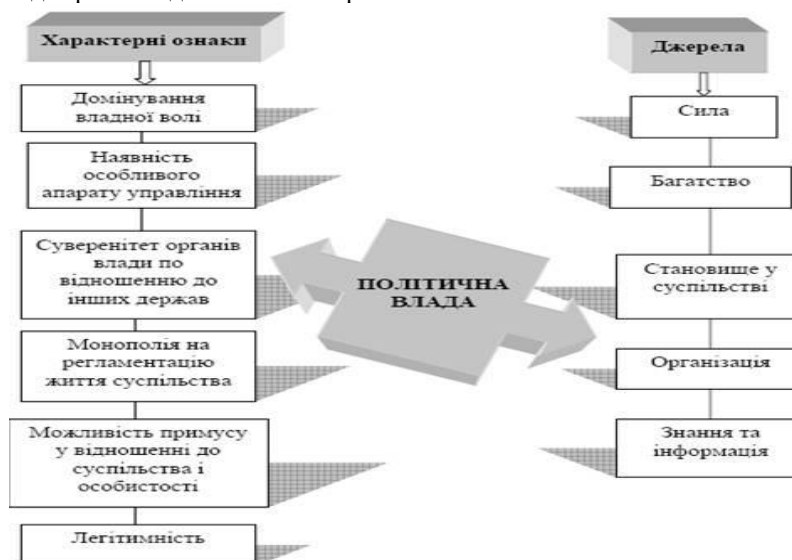 Характерні ознаки
Домінування
владної волі
Наявність
особливого
апарату управління
Суверенітет органів
влади по
відношенню до
інших держав
Монополія на
регламентацію
життя суспільства
Можливість примусу
у відношенні до
суспільства і
особистості
Легітимність
ПОЛІТИЧНА
ВЛАДА
Джерела
Сила
Багатство
Становище у
суспільстві
Організація
Знання та
інформація